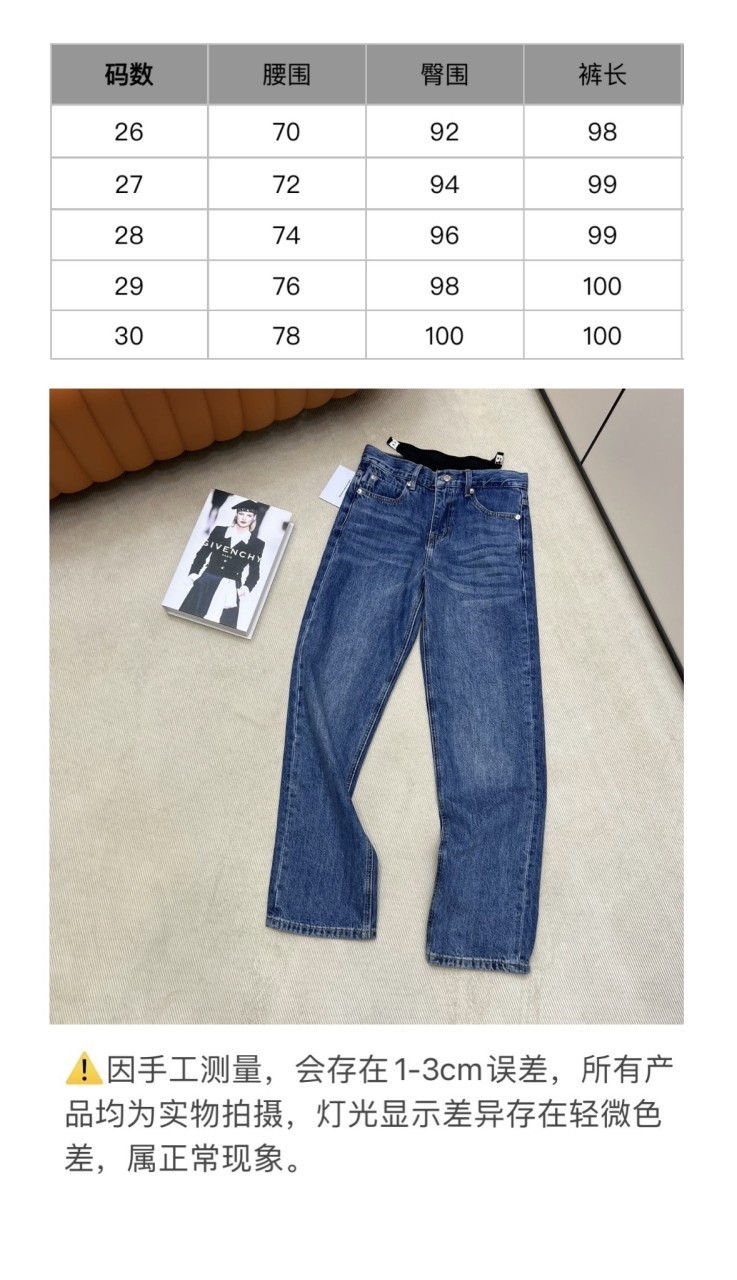 码数 腰围 臀围 裤长
26 70 92 98
27 72 94 99
28 74 96 99
29 76 98 100
30 78 100 100
GIVENCHY
⚠️因手工测量，会存在1-3cm误差，所有产
品均为实物拍摄，灯光显示差异存在轻微色
差，属正常现象。